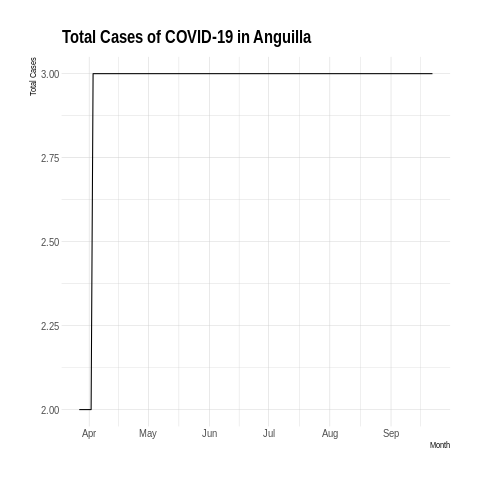 Total Cases of COVID-19 in Anguilla
Total Cases
3.00
2.75
2.50
2.25
2.00
Apr May Jun Jul Aug Sep
Month